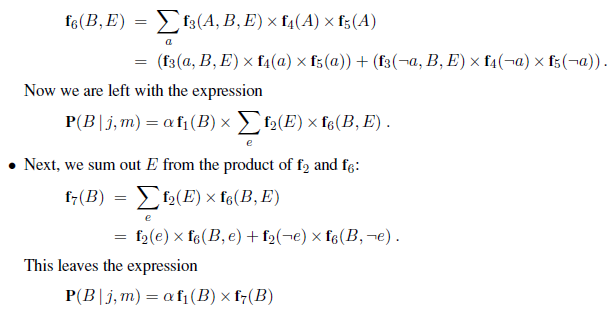 f₆(B, E) = ∑ f₃(A, B, E) × f₄(A) × f₅(A)
a
= (f₃(a, B, E) × f₄(a) × f₅(a)) + (f₃(¬a, B, E) × f₄(¬a) × f₅(¬a)) .
Now we are left with the expression
P(B | j, m) = α f₁(B) × ∑ f₂(E) × f₆(B, E) .
e
• Next, we sum out E from the product of f₂ and f₆:
f₇(B) = ∑ f₂(E) × f₆(B, E)
e
= f₂(e) × f₆(B, e) + f₂(¬e) × f₆(B, ¬e) .
This leaves the expression
P(B | j, m) = α f₁(B) × f₇(B)